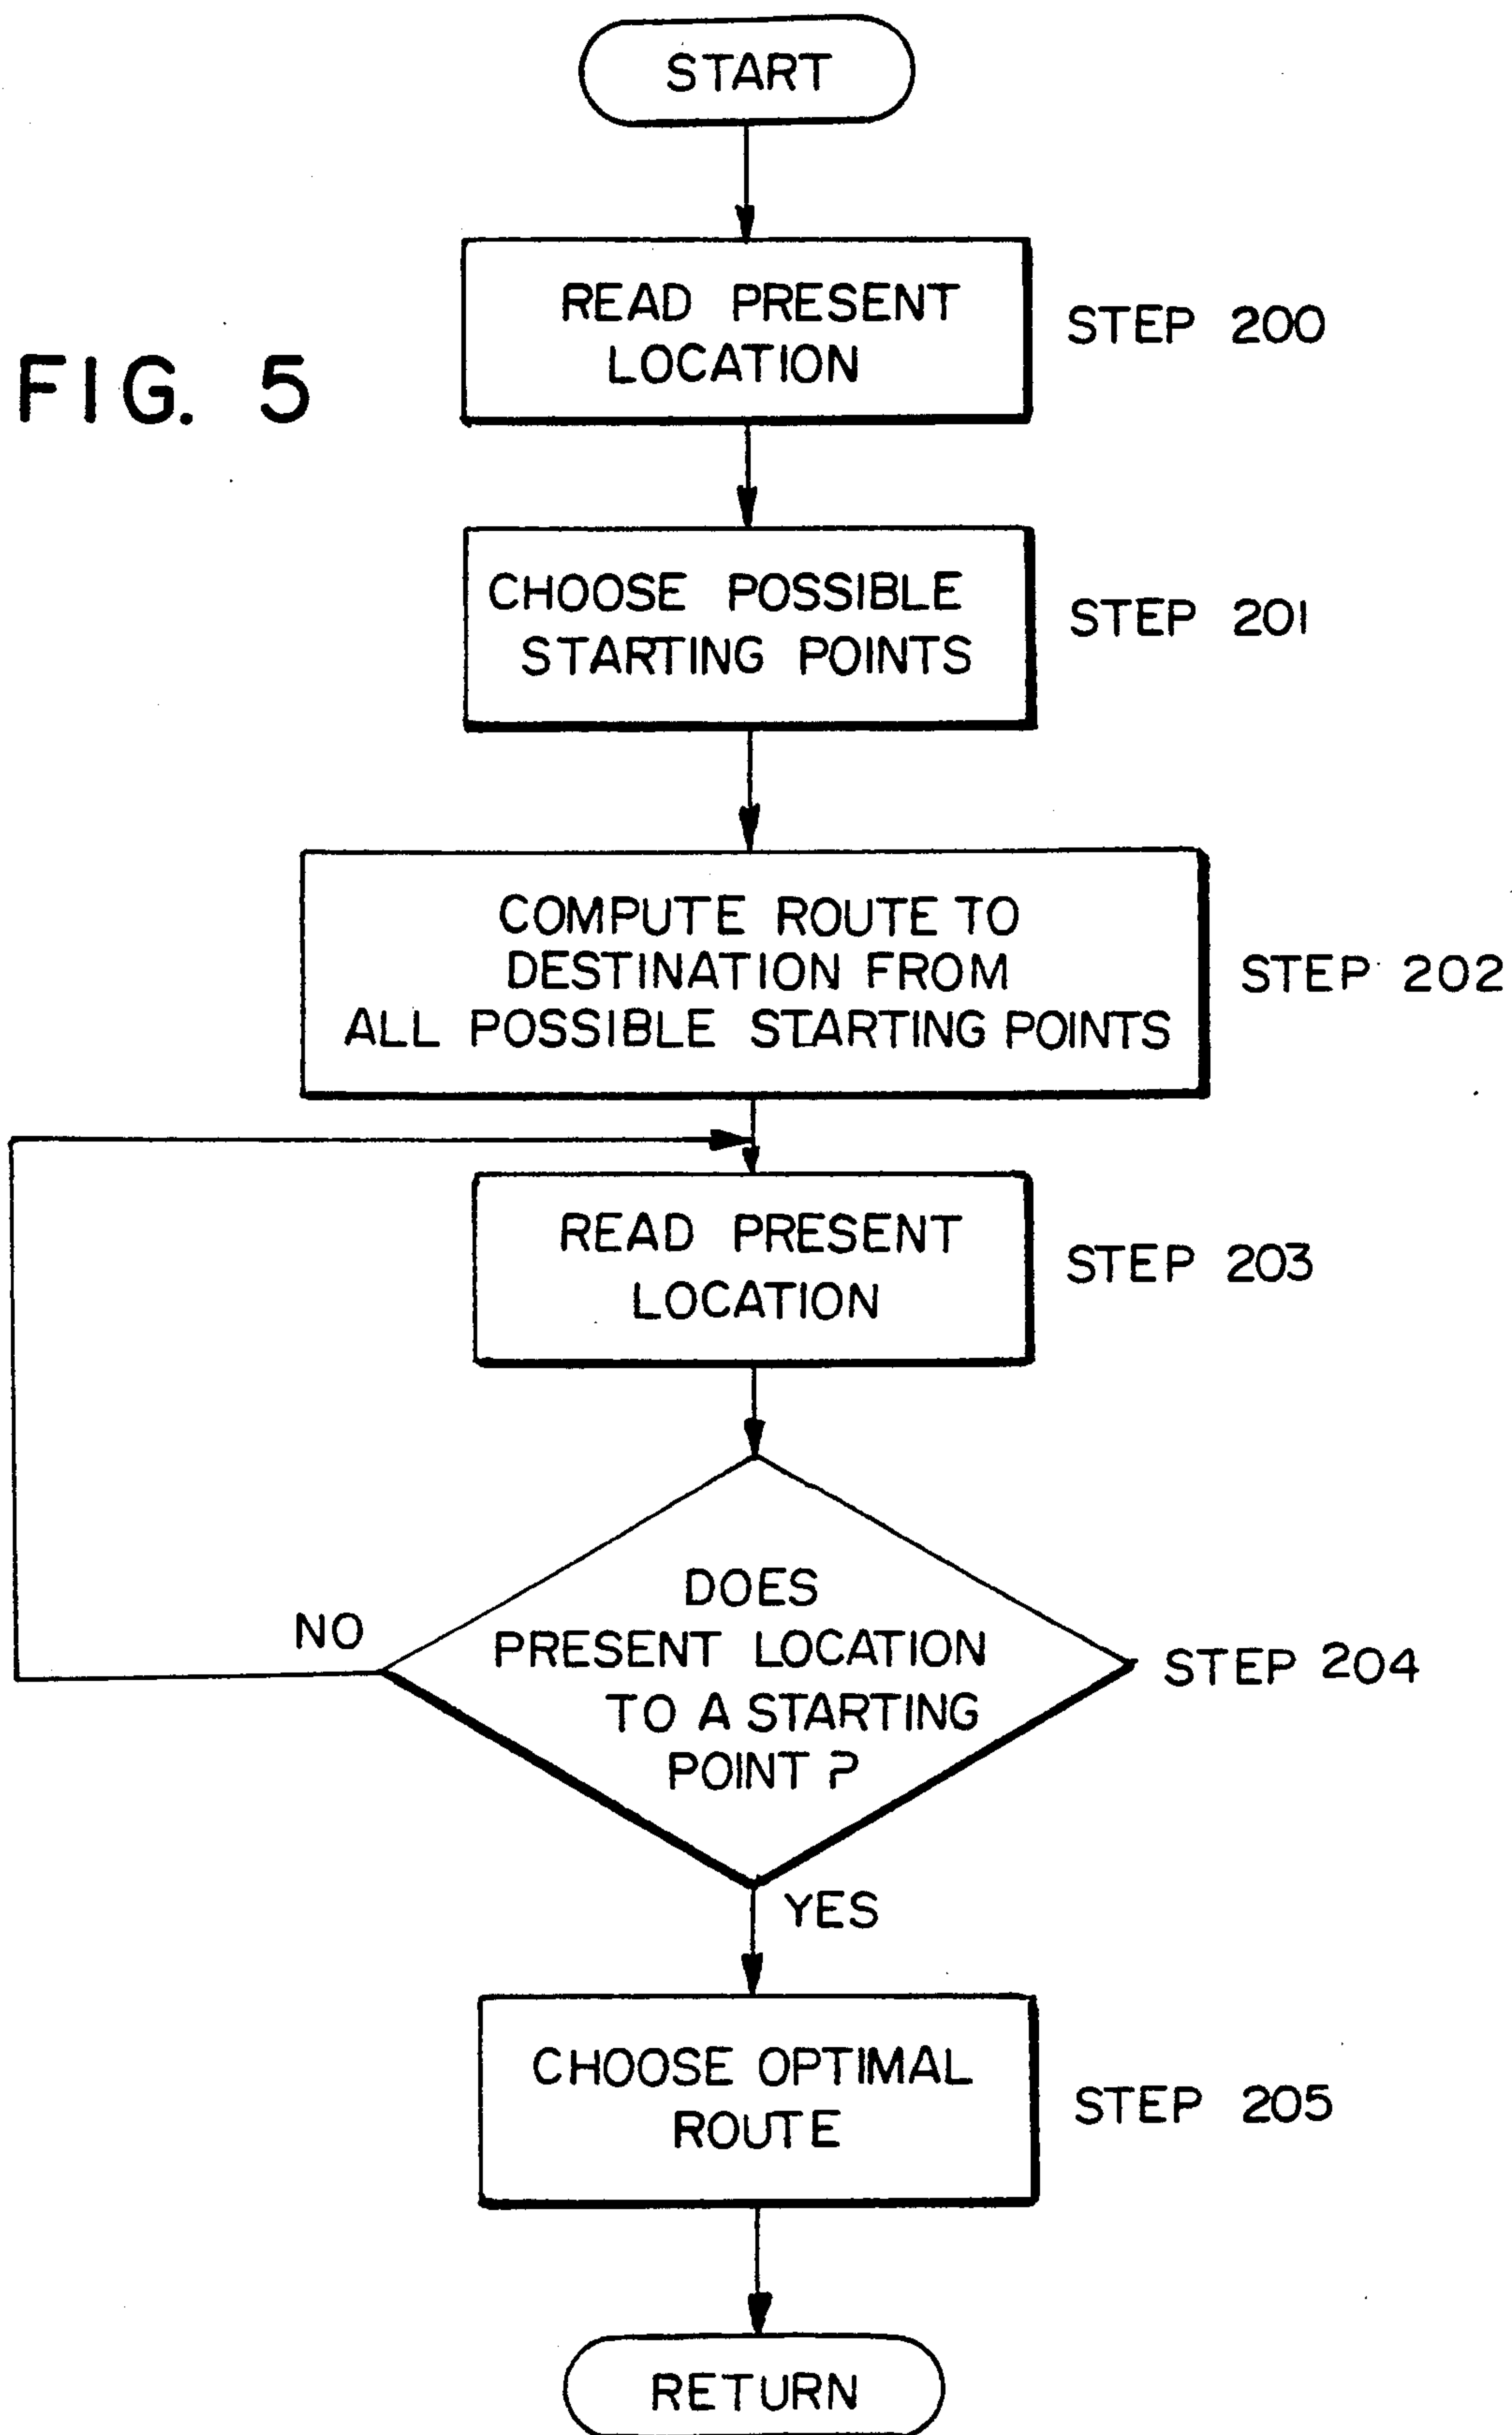 START
READ PRESENT
LOCATION
STEP 200
FIG. 5
CHOOSE POSSIBLE
STARTING POINTS
STEP 201
COMPUTE ROUTE TO
DESTINATION FROM
ALL POSSIBLE STARTING POINTS
STEP 202
READ PRESENT
LOCATION
STEP 203
DOES
PRESENT LOCATION
TO A STARTING
POINT ?
NO
STEP 204
YES
CHOOSE OPTIMAL
ROUTE
STEP 205
RETURN